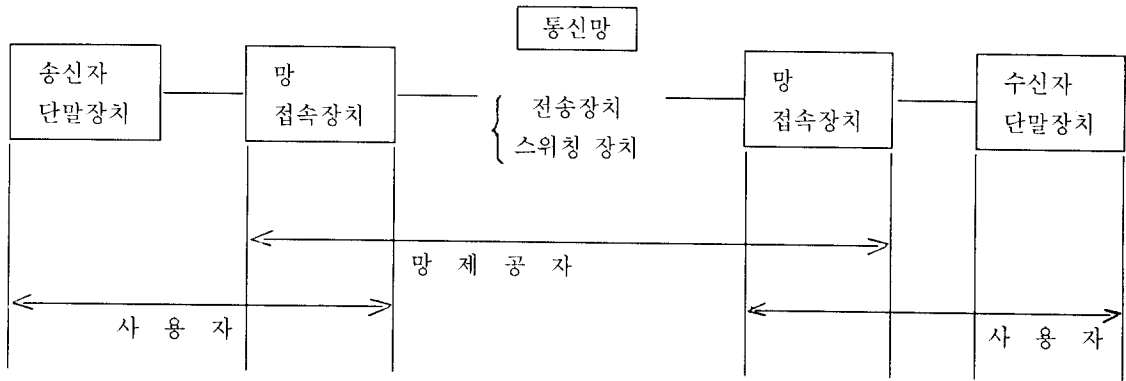 통신망
송신자
단말장치
망
접속장치
전송장치
스위칭 장치
망
접속장치
수신자
단말장치
망 제 공 자
사 용 자
사 용 자